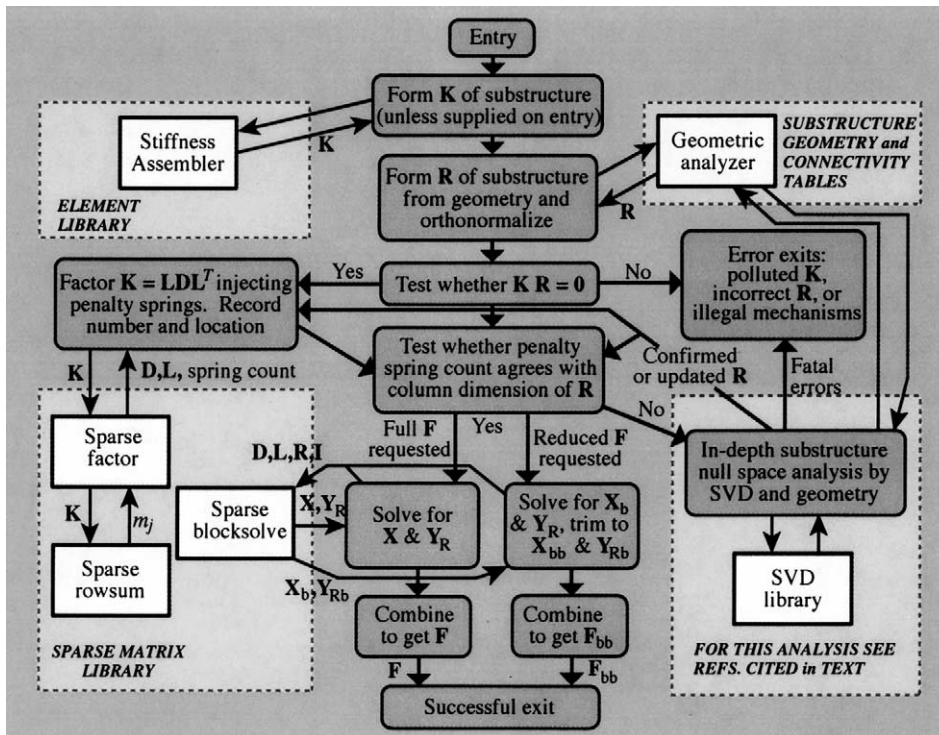 Entry
Form K of substructure
(unless supplied on entry)
Stiffness
Assembler
K
ELEMENT
LIBRARY
Geometric
analyzer
SUBSTRUCTURE
GEOMETRY and
CONNECTIVITY
TABLES
Form R of substructure
from geometry and
orthonormalize
R
Factor K = LDL^T injecting
penalty springs. Record
number and location
Yes
Test whether K R = 0
No
Error exits:
polluted K,
incorrect R, or
illegal mechanisms
Test whether penalty
spring count agrees with
column dimension of R
Confirmed
or updated R
Fatal
errors
K
D,L, spring count
No
Full F
requested
Yes
Reduced F
requested
Sparse
factor
D,L,R,I
In-depth substructure
null space analysis by
SVD and geometry
K
m_j
Sparse
blocksolve
X,Y_R
Solve for
X & Y_R
Solve for X_b
& Y_R, trim to
X_bb & Y_Rb
Sparse
rowsum
X_b,Y_Rb
SVD
library
Combine
to get F
Combine
to get F_bb
SPARSE MATRIX
LIBRARY
FOR THIS ANALYSIS SEE
REFS. CITED in TEXT
F
F_bb
Successful exit